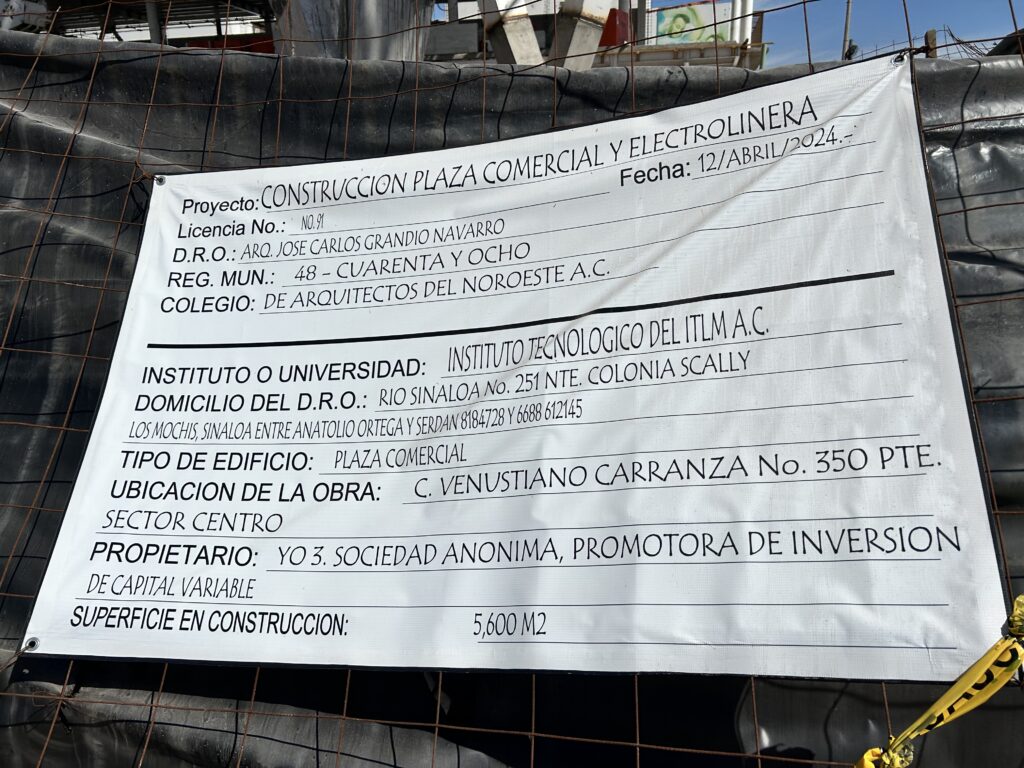 Proyecto: CONSTRUCCION PLAZA COMERCIAL Y ELECTROLINERA
Licencia No.: NO. 91 Fecha: 12/ABRIL/2024.-
D.R.O.: ARQ. JOSE CARLOS GRANDIO NAVARRO
REG. MUN.: 48 - CUARENTA Y OCHO
COLEGIO: DE ARQUITECTOS DEL NOROESTE A.C.
INSTITUTO O UNIVERSIDAD: INSTITUTO TECNOLOGICO DEL ITLM A.C.
DOMICILIO DEL D.R.O.: RIO SINALOA No. 251 NTE. COLONIA SCALLY
LOS MOCHIS, SINALOA ENTRE ANATOLIO ORTEGA Y SERDAN 8184728 Y 6688 612145
TIPO DE EDIFICIO: PLAZA COMERCIAL
UBICACION DE LA OBRA: C. VENUSTIANO CARRANZA No. 350 PTE.
SECTOR CENTRO
PROPIETARIO: YO 3. SOCIEDAD ANONIMA, PROMOTORA DE INVERSION
DE CAPITAL VARIABLE
SUPERFICIE EN CONSTRUCCION: 5,600 M2